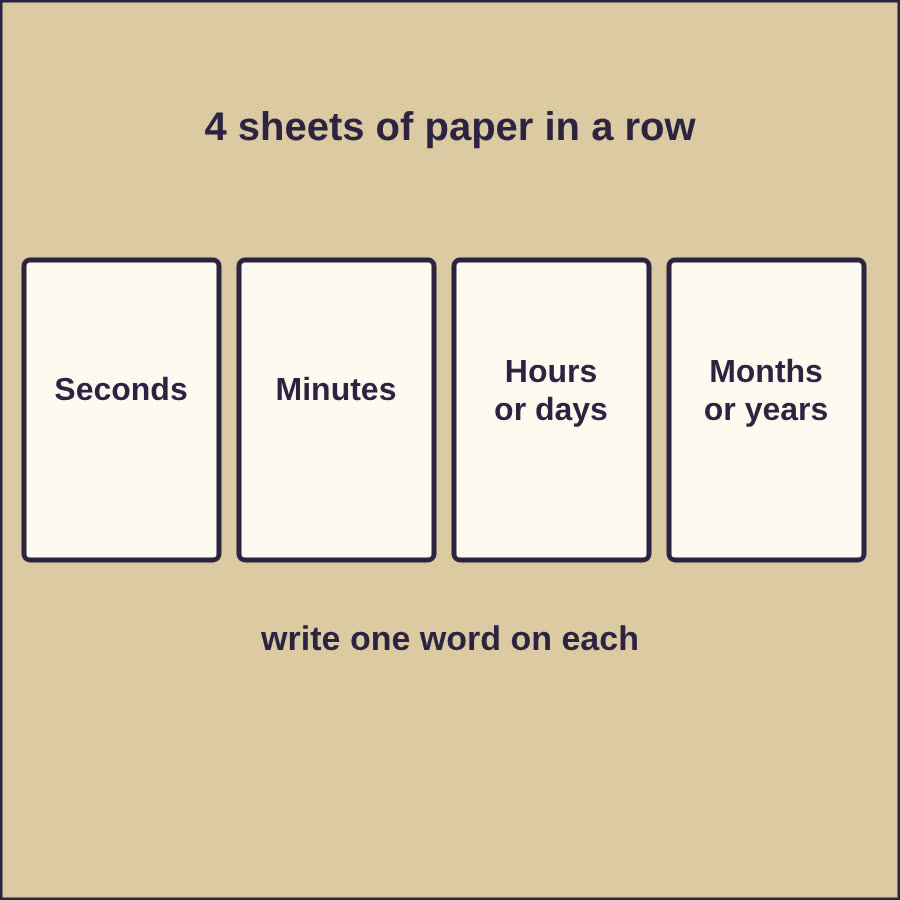 4 sheets of paper in a row
Seconds
Minutes
Hours
or days
Months
or years
write one word on each